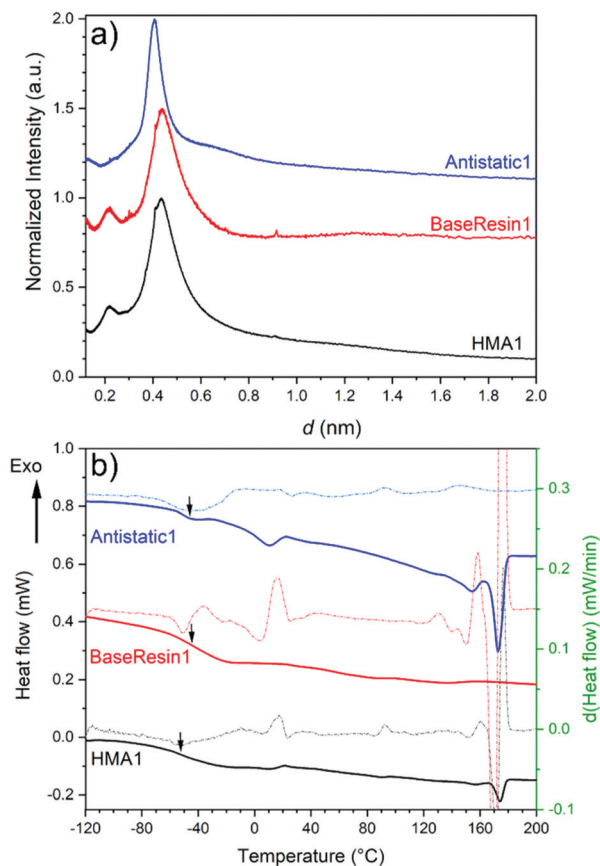 a)
2.0
1.5
1.0
0.5
0.0
Normalized Intensity (a.u.)
Antistatic1
BaseResin1
HMA1
0.2 0.4 0.6 0.8 1.0 1.2 1.4 1.6 1.8 2.0
d (nm)
b)
Exo
1.0
0.8
0.6
0.4
0.2
0.0
-0.2
Heat flow (mW)
Antistatic1
BaseResin1
HMA1
0.3
0.2
0.1
0.0
-0.1
d(Heat flow) (mW/min)
-120 -80 -40 0 40 80 120 160 200
Temperature (°C)